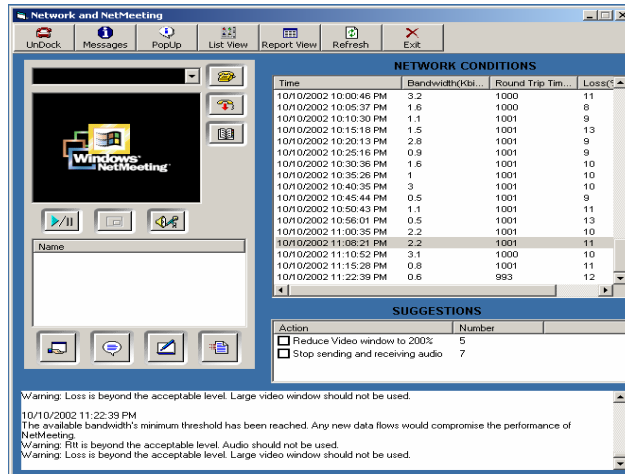 Network and NetMeeting
UnDock Messages PopUp List View Report View Refresh Exit
Windows
NetMeeting
Name
NETWORK CONDITIONS
Time Bandwidth(Kbi... Round Trip Tim... Loss(%
10/10/2002 10:00:46 PM 3.2 1000 11
10/10/2002 10:05:37 PM 1.6 1000 8
10/10/2002 10:10:30 PM 1.1 1001 9
10/10/2002 10:15:18 PM 1.5 1001 13
10/10/2002 10:20:13 PM 2.8 1001 9
10/10/2002 10:25:16 PM 0.9 1001 9
10/10/2002 10:30:36 PM 1.6 1001 10
10/10/2002 10:35:26 PM 1 1001 10
10/10/2002 10:40:35 PM 3 1001 10
10/10/2002 10:45:44 PM 0.5 1001 9
10/10/2002 10:50:43 PM 1.1 1001 11
10/10/2002 10:56:01 PM 0.5 1001 13
10/10/2002 11:00:35 PM 2.2 1001 10
10/10/2002 11:08:21 PM 2.2 1001 11
10/10/2002 11:10:52 PM 3.1 1000 10
10/10/2002 11:15:28 PM 0.8 1001 11
10/10/2002 11:22:39 PM 0.6 993 12
SUGGESTIONS
Action Number
Reduce Video window to 200% 5
Stop sending and receiving audio 7
Warning: Loss is beyond the acceptable level. Large video window should not be used.
10/10/2002 11:22:39 PM
The available bandwidth's minimum threshold has been reached. Any new data flows would compromise the performance of
NetMeeting.
Warning: Rtt is beyond the acceptable level. Audio should not be used.
Warning: Loss is beyond the acceptable level. Large video window should not be used.